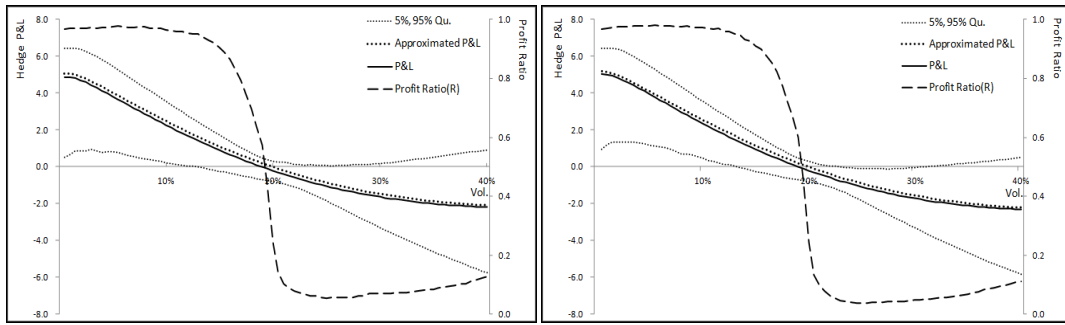 8.0
6.0
4.0
2.0
0.0
-2.0
-4.0
-6.0
-8.0
Hedge P&L
5%, 95% Qu.
Approximated P&L
P&L
Profit Ratio(R)
10%
20%
30%
40%
Vol.
1.0
0.8
0.6
0.4
0.2
0.0
Profit Ratio
8.0
6.0
4.0
2.0
0.0
-2.0
-4.0
-6.0
-8.0
Hedge P&L
5%, 95% Qu.
Approximated P&L
P&L
Profit Ratio(R)
10%
20%
30%
40%
Vol.
1.0
0.8
0.6
0.4
0.2
0.0
Profit Ratio